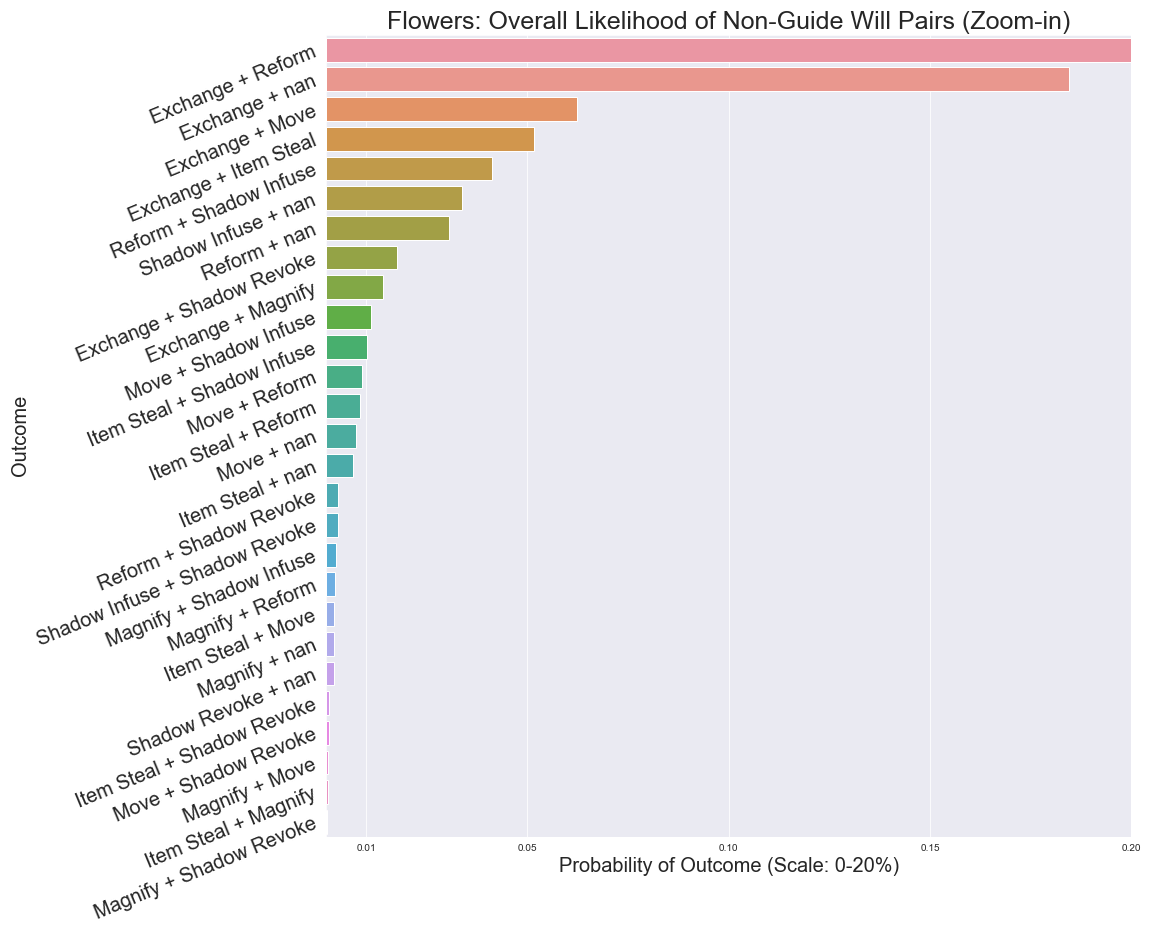 Flowers: Overall Likelihood of Non-Guide Will Pairs (Zoom-in)
Exchange + Reform
Exchange + nan
Exchange + Move
Exchange + Item Steal
Reform + Shadow Infuse
Shadow Infuse + nan
Reform + nan
Exchange + Shadow Revoke
Exchange + Magnify
Move + Shadow Infuse
Item Steal + Shadow Infuse
Move + Reform
Item Steal + Reform
Move + nan
Item Steal + nan
Reform + Shadow Revoke
Shadow Infuse + Shadow Revoke
Magnify + Shadow Infuse
Magnify + Reform
Item Steal + Move
Magnify + nan
Shadow Revoke + nan
Item Steal + Shadow Revoke
Move + Shadow Revoke
Magnify + Move
Item Steal + Magnify
Magnify + Shadow Revoke
Outcome
0.01 0.05 0.10 0.15 0.20
Probability of Outcome (Scale: 0-20%)